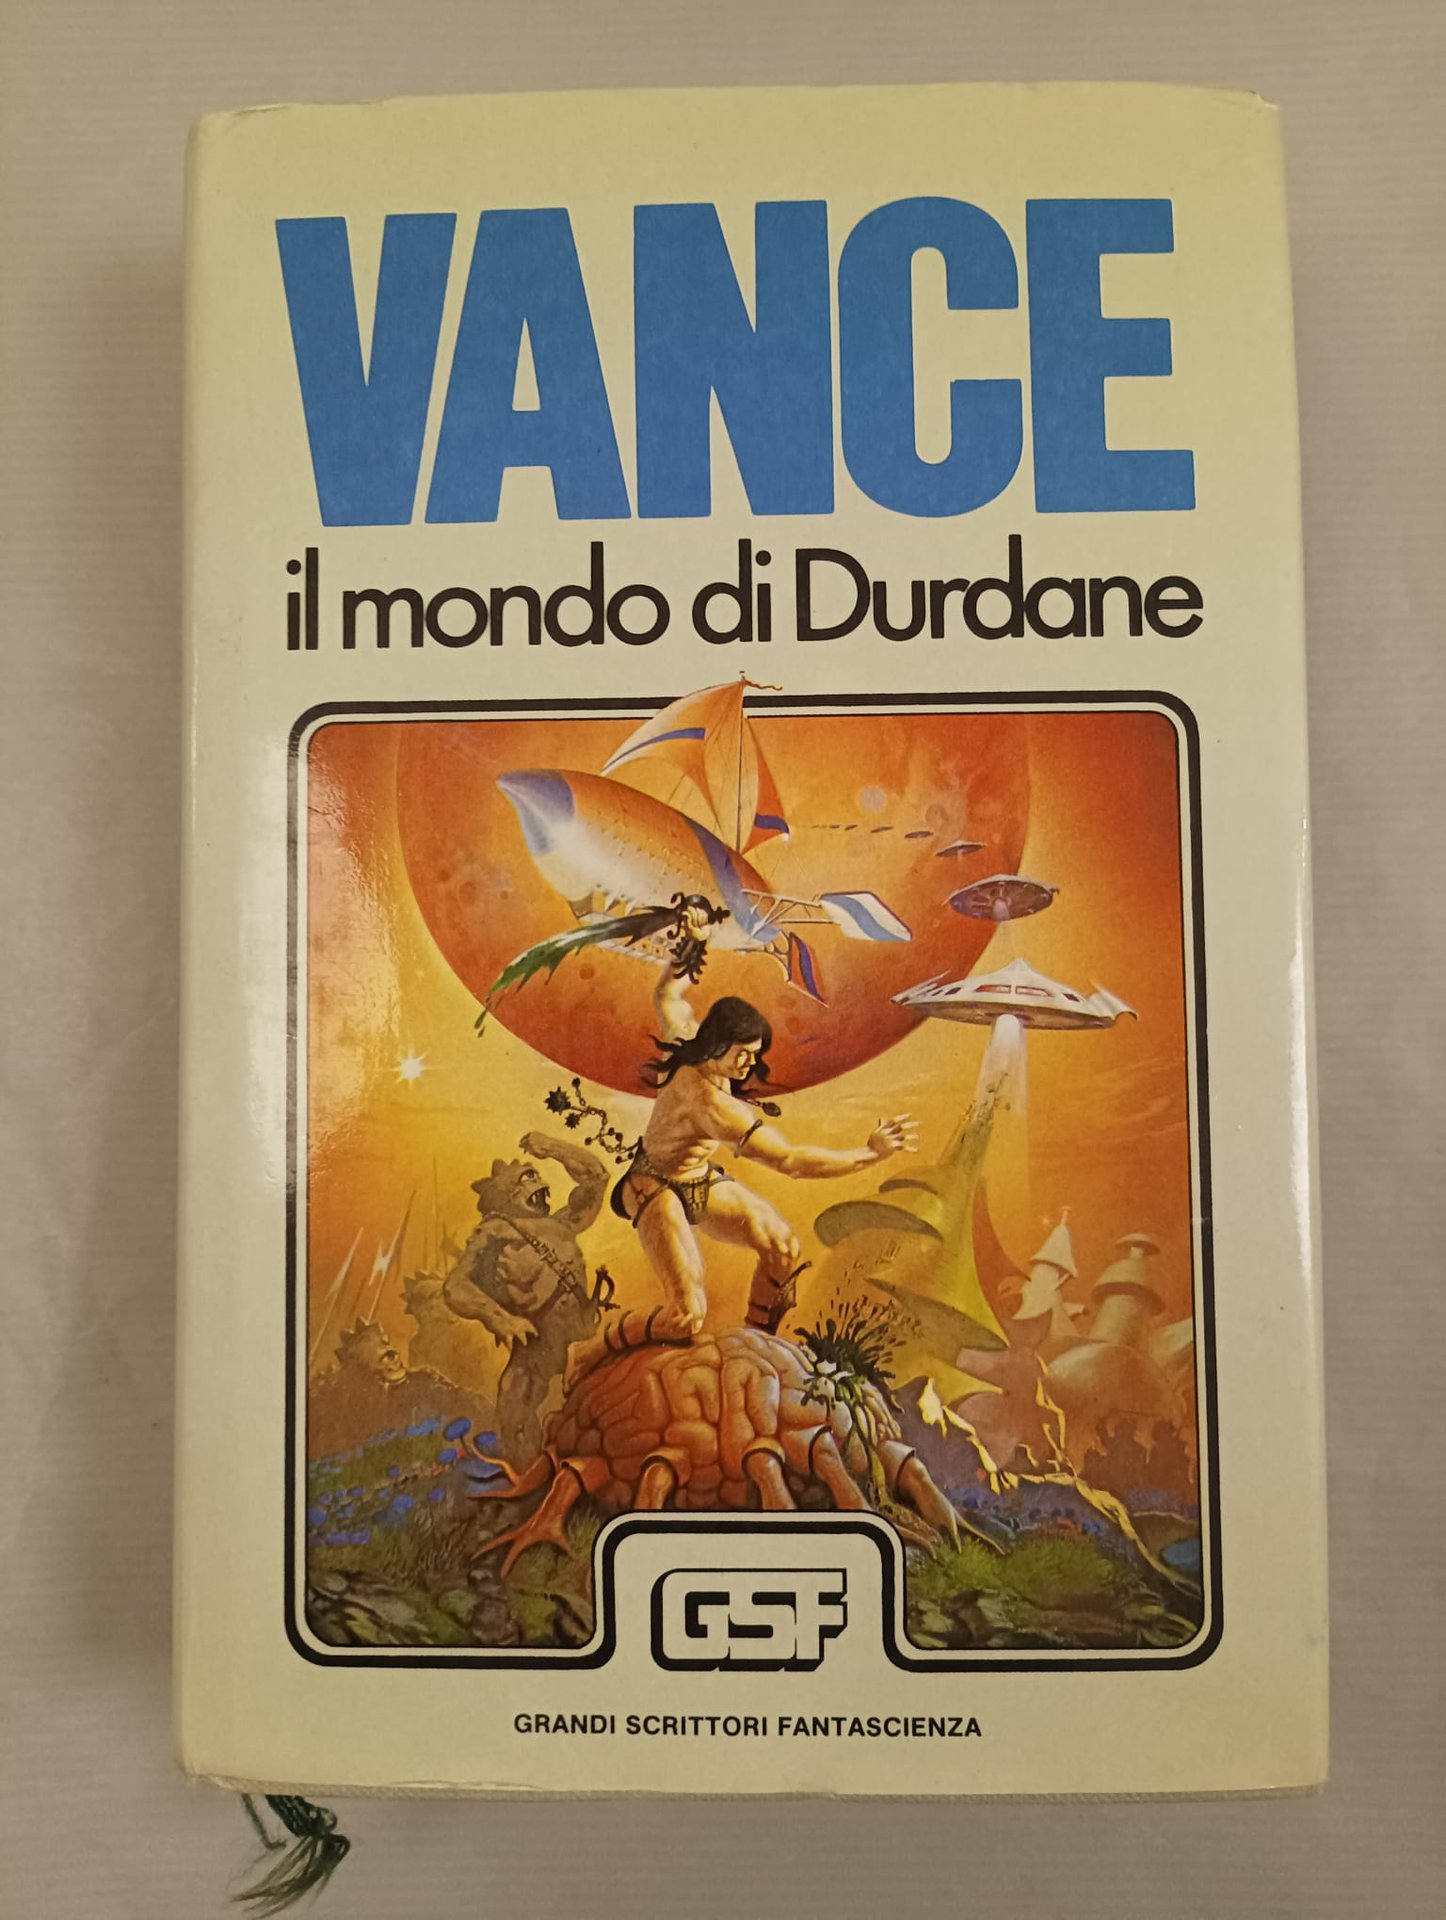 VANCE
il mondo di Durdane
GSF
GRANDI SCRITTORI FANTASCIENZA